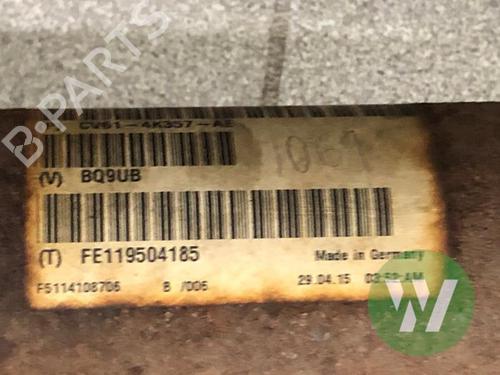 B·PARTS
CV61-4K357-AE
1061
(V) BQ9UB
(T) FE119504185 Made in Germany
F5114108706 B /006 29.04.15 03:52 AM
W